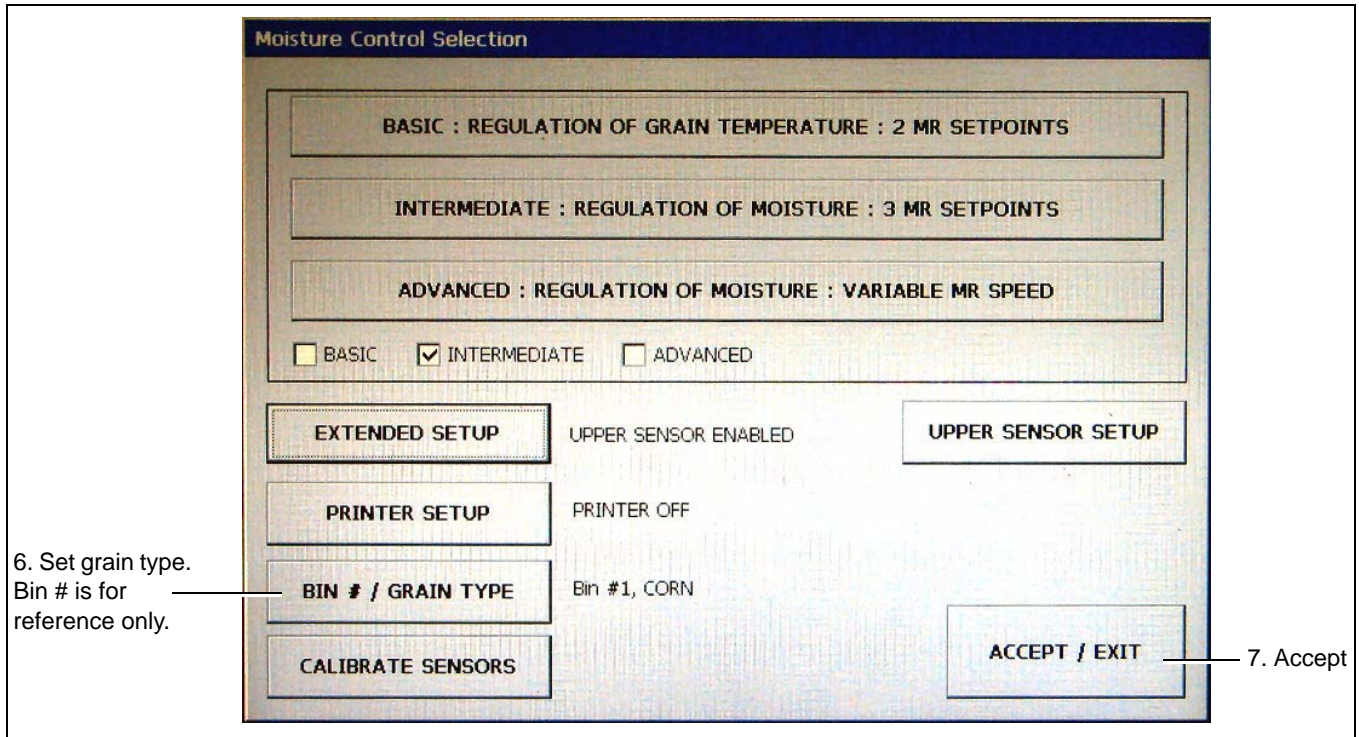 Moisture Control Selection
BASIC : REGULATION OF GRAIN TEMPERATURE : 2 MR SETPOINTS
INTERMEDIATE : REGULATION OF MOISTURE : 3 MR SETPOINTS
ADVANCED : REGULATION OF MOISTURE : VARIABLE MR SPEED
BASIC INTERMEDIATE ADVANCED
EXTENDED SETUP UPPER SENSOR ENABLED UPPER SENSOR SETUP
PRINTER SETUP PRINTER OFF
6. Set grain type.
Bin # is for
reference only.
BIN # / GRAIN TYPE Bin #1, CORN
CALIBRATE SENSORS
ACCEPT / EXIT
7. Accept